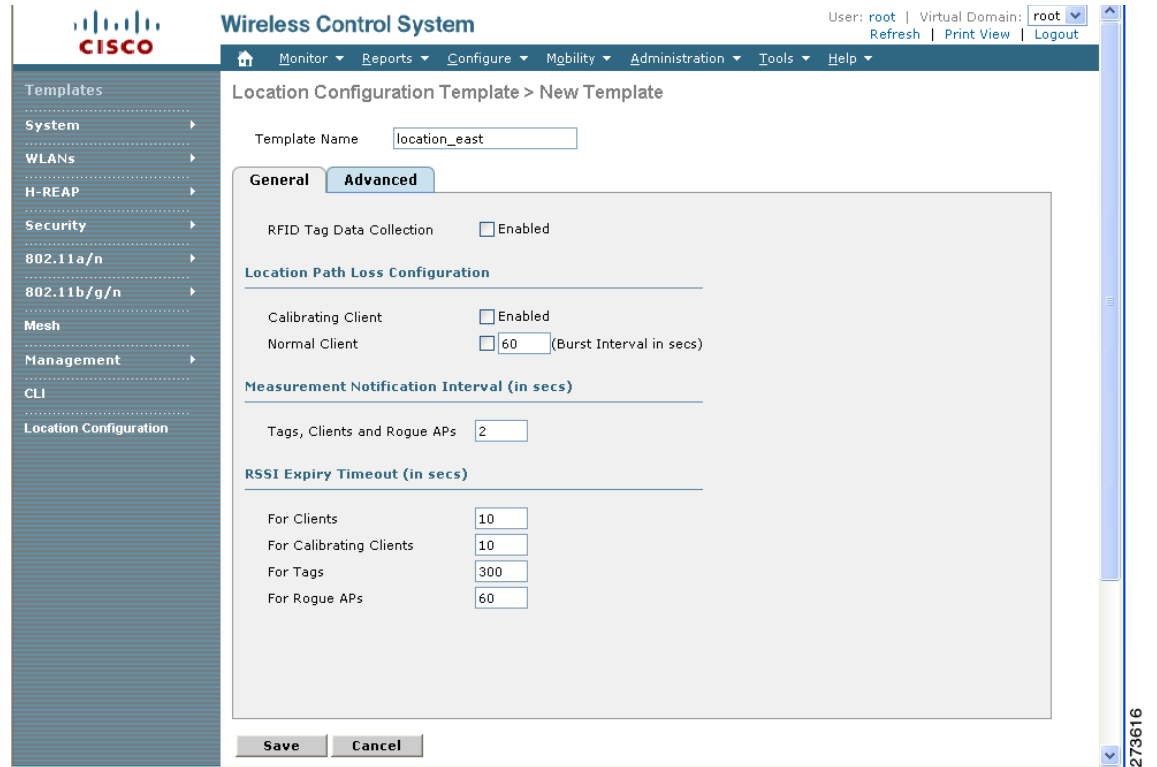 CISCO
Wireless Control System
User: root | Virtual Domain: root
Refresh | Print View | Logout
Monitor Reports Configure Mobility Administration Tools Help
Templates
System
WLANs
H-REAP
Security
802.11a/n
802.11b/g/n
Mesh
Management
CLI
Location Configuration
Location Configuration Template > New Template
Template Name location_east
General Advanced
RFID Tag Data Collection Enabled
Location Path Loss Configuration
Calibrating Client Enabled
Normal Client 60 (Burst Interval in secs)
Measurement Notification Interval (in secs)
Tags, Clients and Rogue APs 2
RSSI Expiry Timeout (in secs)
For Clients 10
For Calibrating Clients 10
For Tags 300
For Rogue APs 60
Save Cancel
273616